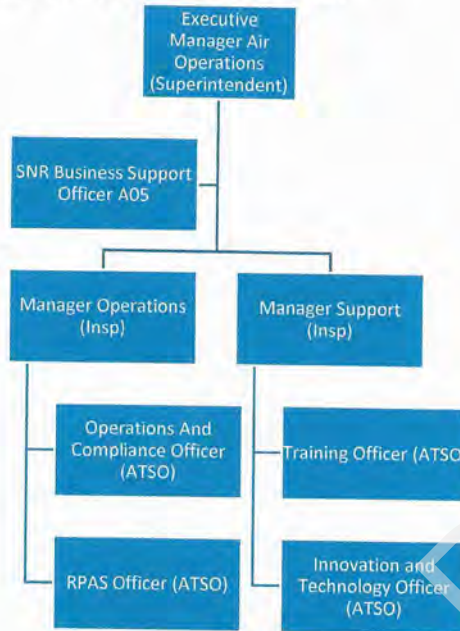 Executive
Manager Air
Operations
(Superintendent)
SNR Business Support
Officer A05
Manager Operations
(Insp)
Manager Support
(Insp)
Operations And
Compliance Officer
(ATSO)
Training Officer (ATSO
RPAS Officer (ATSO)
Innovation and
Technology Officer
(ATSO)